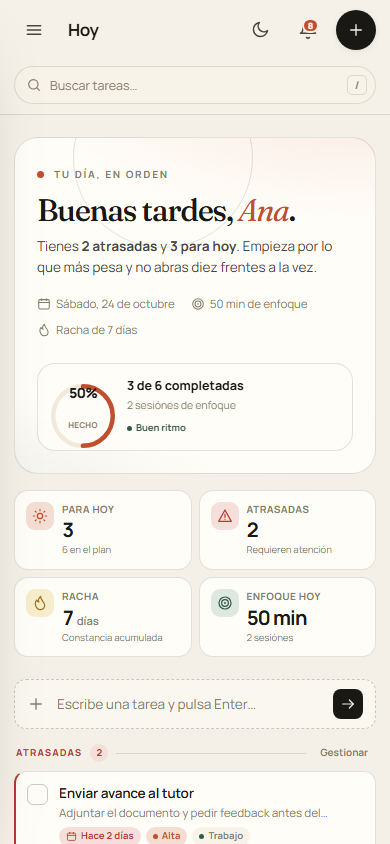 Hoy
8
Buscar tareas...
/
TU DÍA, EN ORDEN
Buenas tardes, Ana.
Tienes 2 atrasadas y 3 para hoy. Empieza por lo
que más pesa y no abras diez frentes a la vez.
Sábado, 24 de octubre
50 min de enfoque
Racha de 7 días
50%
HECHO
3 de 6 completadas
2 sesiónes de enfoque
Buen ritmo
PARA HOY
3
6 en el plan
ATRASADAS
2
Requieren atención
RACHA
7 días
Constancia acumulada
ENFOQUE HOY
50 min
2 sesiónes
Escribe una tarea y pulsa Enter...
ATRASADAS 2
Gestionar
Enviar avance al tutor
Adjuntar el documento y pedir feedback antes del...
Hace 2 días
Alta
Trabajo